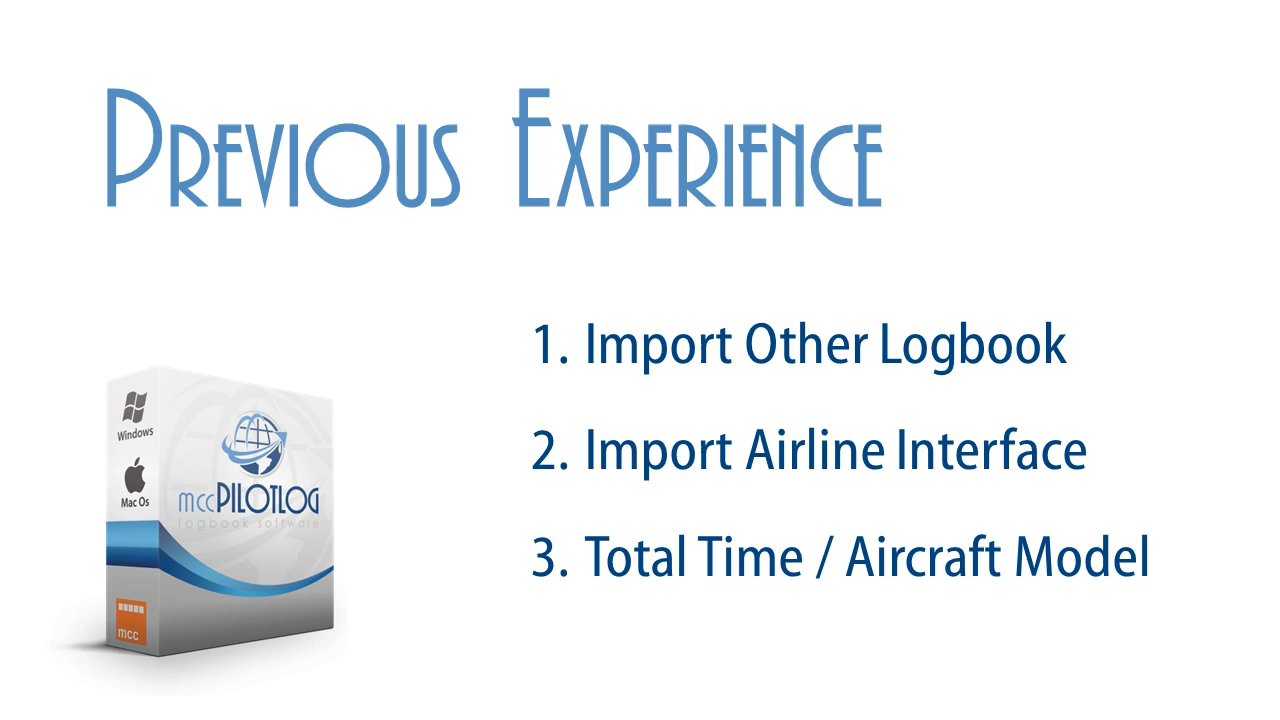 Previous Experience
1. Import Other Logbook
2. Import Airline Interface
3. Total Time / Aircraft Model
Windows
Mac Os
mccPILOTLOG
logbook software
mcc